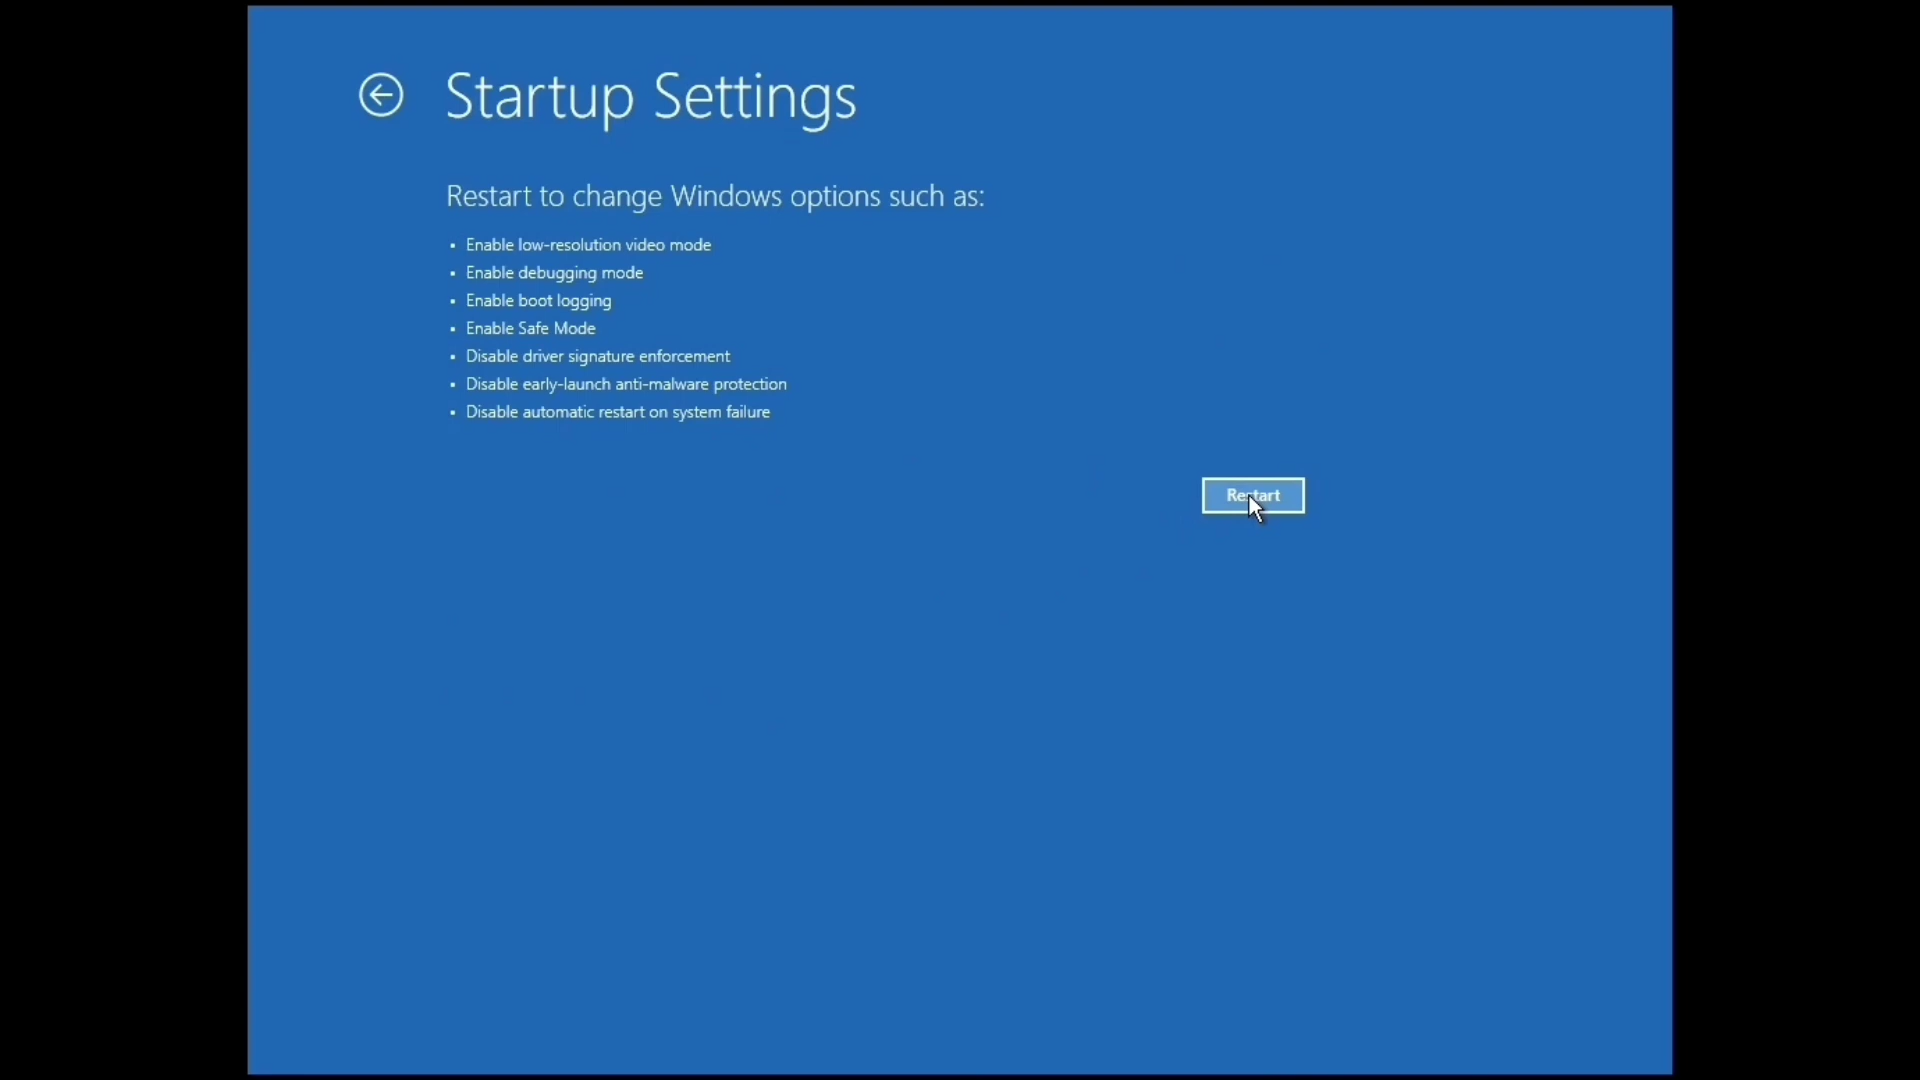 Startup Settings
Restart to change Windows options such as:
Enable low-resolution video mode
Enable debugging mode
Enable boot logging
Enable Safe Mode
Disable driver signature enforcement
Disable early-launch anti-malware protection
Disable automatic restart on system failure
Restart